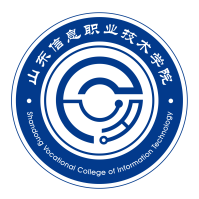 山东信息职业技术学院
Shandong Vocational College of Information Technology